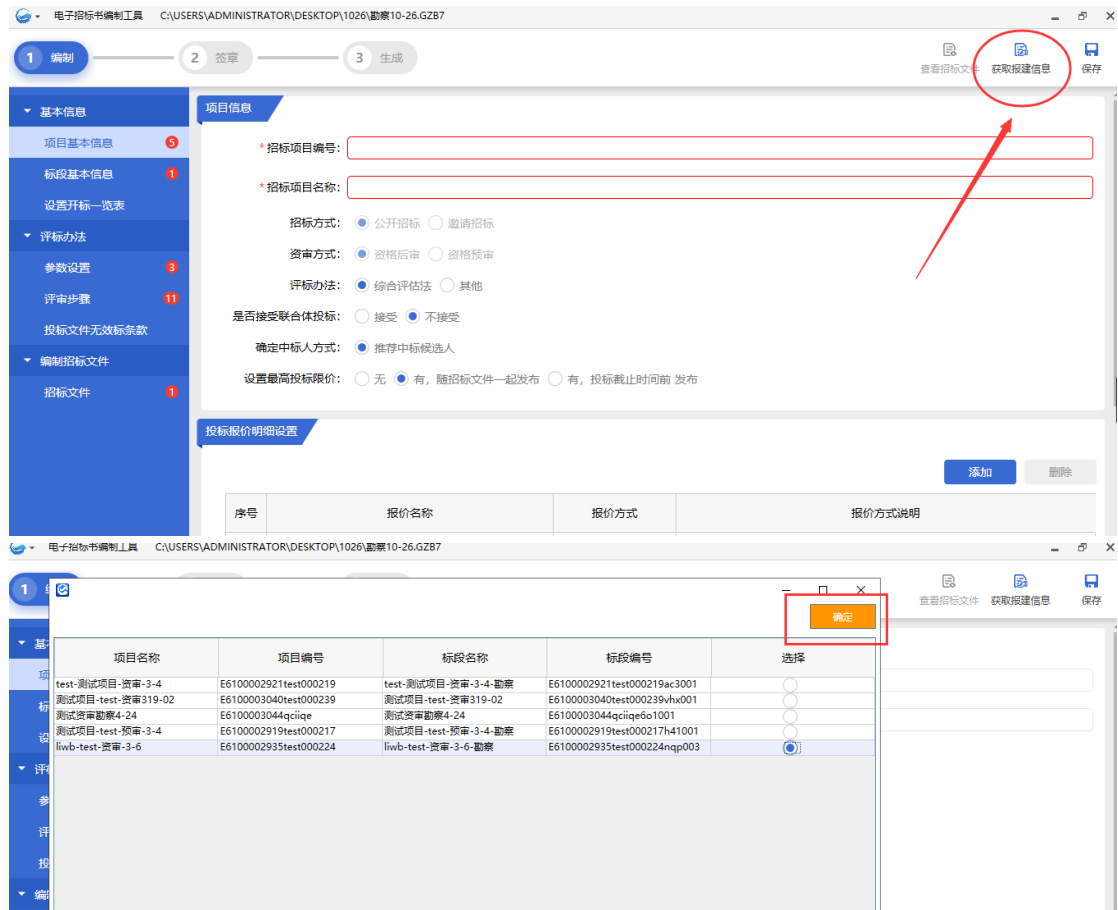 电子招标书编制工具 C:\USERS\ADMINISTRATOR\DESKTOP\1026\勘察10-26.GZB7
1 编制 2 签章 3 生成
查看招标文件 获取报建信息 保存
基本信息
项目基本信息 5
标段基本信息 1
设置开标一览表
评标办法
参数设置 3
评审步骤 11
投标文件无效标条款
编制招标文件
招标文件 1
项目信息
*招标项目编号:
*招标项目名称:
招标方式: 公开招标 邀请招标
资审方式: 资格后审 资格预审
评标办法: 综合评估法 其他
是否接受联合体投标: 接受 不接受
确定中标人方式: 推荐中标候选人
设置最高投标限价: 无 有，随招标文件一起发布 有，投标截止时间前 发布
投标报价明细设置
添加 删除
序号 报价名称 报价方式 报价方式说明
电子招标书编制工具 C:\USERS\ADMINISTRATOR\DESKTOP\1026\勘察10-26.GZB7
1
查看招标文件 获取报建信息 保存
确定
项目名称 项目编号 标段名称 标段编号 选择
test-测试项目-资审-3-4 E6100002921test000219 test-测试项目-资审-3-4-勘察 E6100002921test000219ac3001
测试项目-test-资审319-02 E6100003040test000239 测试项目-test-资审319-02 E6100003040test000239vhx001
测试资审勘察4-24 E6100003044qciiqe 测试资审勘察4-24 E6100003044qciiqe6o1001
测试项目-test-预审-3-4 E6100002919test000217 测试项目-test-预审-3-4-勘察 E6100002919test000217h41001
liwb-test-资审-3-6 E6100002935test000224 liwb-test-资审-3-6-勘察 E6100002935test000224nqp003
基
项
标
设
评
参
评
投
编